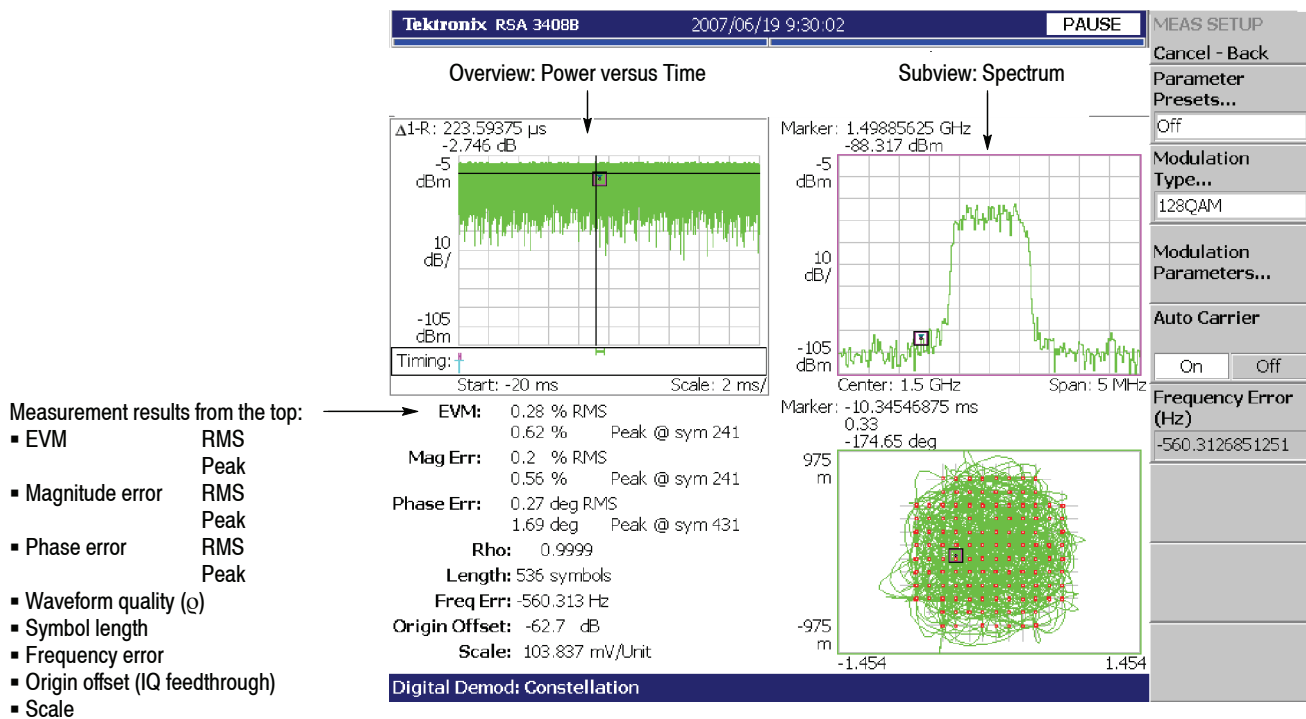 Tektronix RSA 3408B 2007/06/19 9:30:02 PAUSE
Overview: Power versus Time
Subview: Spectrum
Δ1-R: 223.59375 µs
-2.746 dB
-5
dBm
10
dB/
-105
dBm
Timing:
Start: -20 ms Scale: 2 ms/
Marker: 1.49885625 GHz
-88.317 dBm
-5
dBm
10
dB/
-105
dBm
Center: 1.5 GHz Span: 5 MHz
Measurement results from the top:
▪ EVM RMS
Peak
▪ Magnitude error RMS
Peak
▪ Phase error RMS
Peak
▪ Waveform quality (ϱ)
▪ Symbol length
▪ Frequency error
▪ Origin offset (IQ feedthrough)
▪ Scale
EVM: 0.28 % RMS
0.62 % Peak @ sym 241
Mag Err: 0.2 % RMS
0.56 % Peak @ sym 241
Phase Err: 0.27 deg RMS
1.69 deg Peak @ sym 431
Rho: 0.9999
Length: 536 symbols
Freq Err: -560.313 Hz
Origin Offset: -62.7 dB
Scale: 103.837 mV/Unit
Marker: -10.34546875 ms
0.33
-174.65 deg
975
m
-975
m
-1.454 1.454
Digital Demod: Constellation
MEAS SETUP
Cancel - Back
Parameter
Presets...
Off
Modulation
Type...
128QAM
Modulation
Parameters...
Auto Carrier
On Off
Frequency Error
(Hz)
-560.3126851251